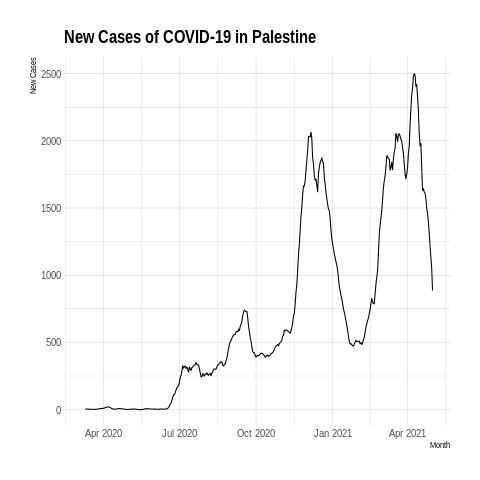 New Cases of COVID-19 in Palestine
New Cases
2500
2000
1500
1000
500
0
Apr 2020 Jul 2020 Oct 2020 Jan 2021 Apr 2021
Month